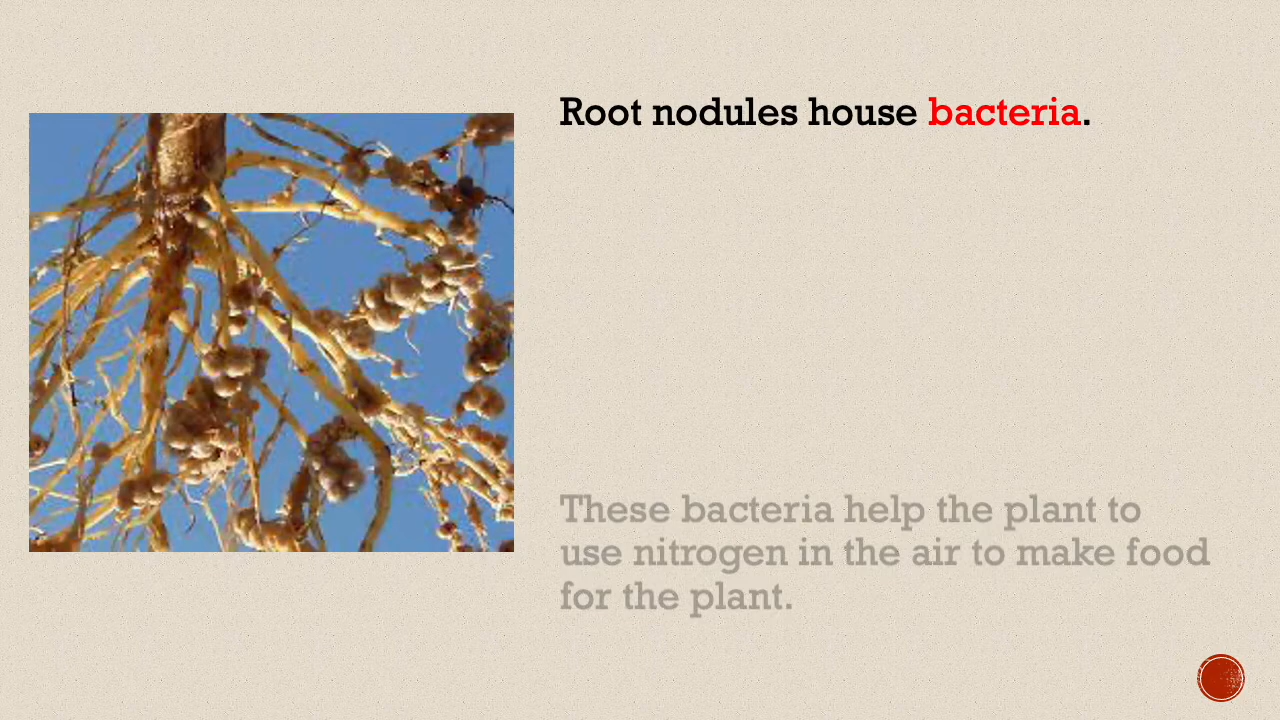 Root nodules house bacteria.
These bacteria help the plant to
use nitrogen in the air to make food
for the plant.